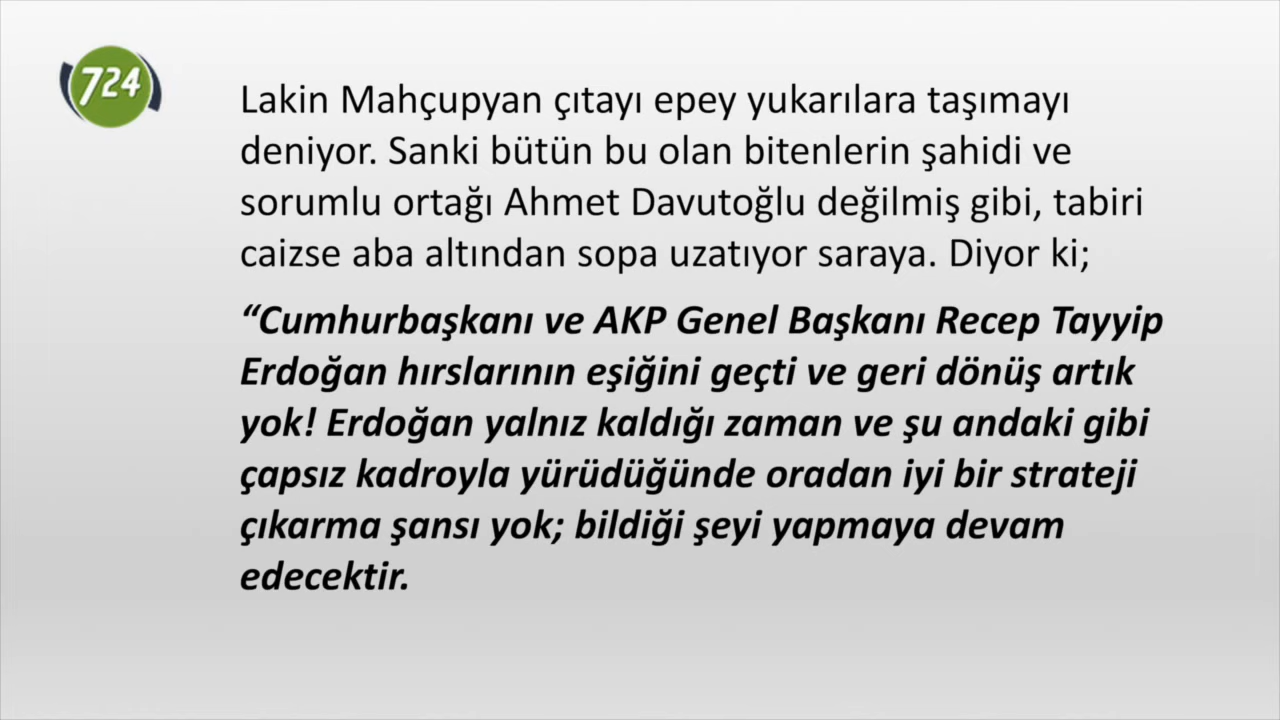 724
Lakin Mahçupyan çıtayı epey yukarılara taşımayı
deniyor. Sanki bütün bu olan bitenlerin şahidi ve
sorumlu ortağı Ahmet Davutoğlu değilmiş gibi, tabiri
caizse aba altından sopa uzatıyor saraya. Diyor ki;
“Cumhurbaşkanı ve AKP Genel Başkanı Recep Tayyip
Erdoğan hırslarının eşiğini geçti ve geri dönüş artık
yok! Erdoğan yalnız kaldığı zaman ve şu andaki gibi
çapsız kadroyla yürüdüğünde oradan iyi bir strateji
çıkarma şansı yok; bildiği şeyi yapmaya devam
edecektir.